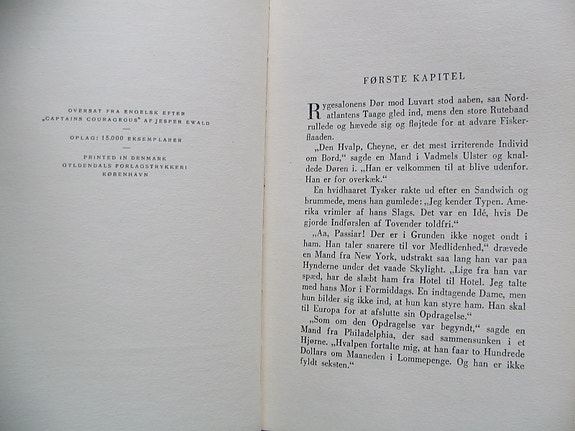 OVERSAT FRA ENGELSK EFTER
„CAPTAINS COURAGEOUS" AF JESPER EWALD
OPLAG: 15.000 EKSEMPLARER
PRINTED IN DENMARK
GYLDENDALS FORLAGSTRYKKERI
KØBENHAVN
FØRSTE KAPITEL
Rygesalonens Dør mod Luvart stod aaben, saa Nord-
atlantens Taage gled ind, mens den store Rutebaad
rullede og hævede sig og fløjtede for at advare Fisker-
flaaden.
„Den Hvalp, Cheyne, er det mest irriterende Individ
om Bord," sagde en Mand i Vadmels Ulster og knal-
dede Døren i. „Han er velkommen til at blive udenfor.
Han er for overkæk."
En hvidhaaret Tysker rakte ud efter en Sandwich og
brummede, mens han gumlede: „Jeg kender Typen. Ame-
rika vrimler af hans Slags. Det var en Idé, hvis De
gjorde Indførslen af Tovender toldfri."
„Aa, Passiar! Der er i Grunden ikke noget ondt i
ham. Han taler snarere til vor Medlidenhed," drævede
en Mand fra New York, udstrakt saa lang han var paa
Hynderne under det vaade Skylight. „Lige fra han var
spæd, har de slæbt ham fra Hotel til Hotel. Jeg talte
med hans Mor i Formiddags. En indtagende Dame, men
hun bilder sig ikke ind, at hun kan styre ham. Han skal
til Europa for at afslutte sin Opdragelse."
„Som om den Opdragelse var begyndt," sagde en
Mand fra Philadelphia, der sad sammensunken i et
Hjørne. „Hvalpen fortalte mig, at han faar to Hundrede
Dollars om Maaneden i Lommepenge. Og han er ikke
fyldt seksten."